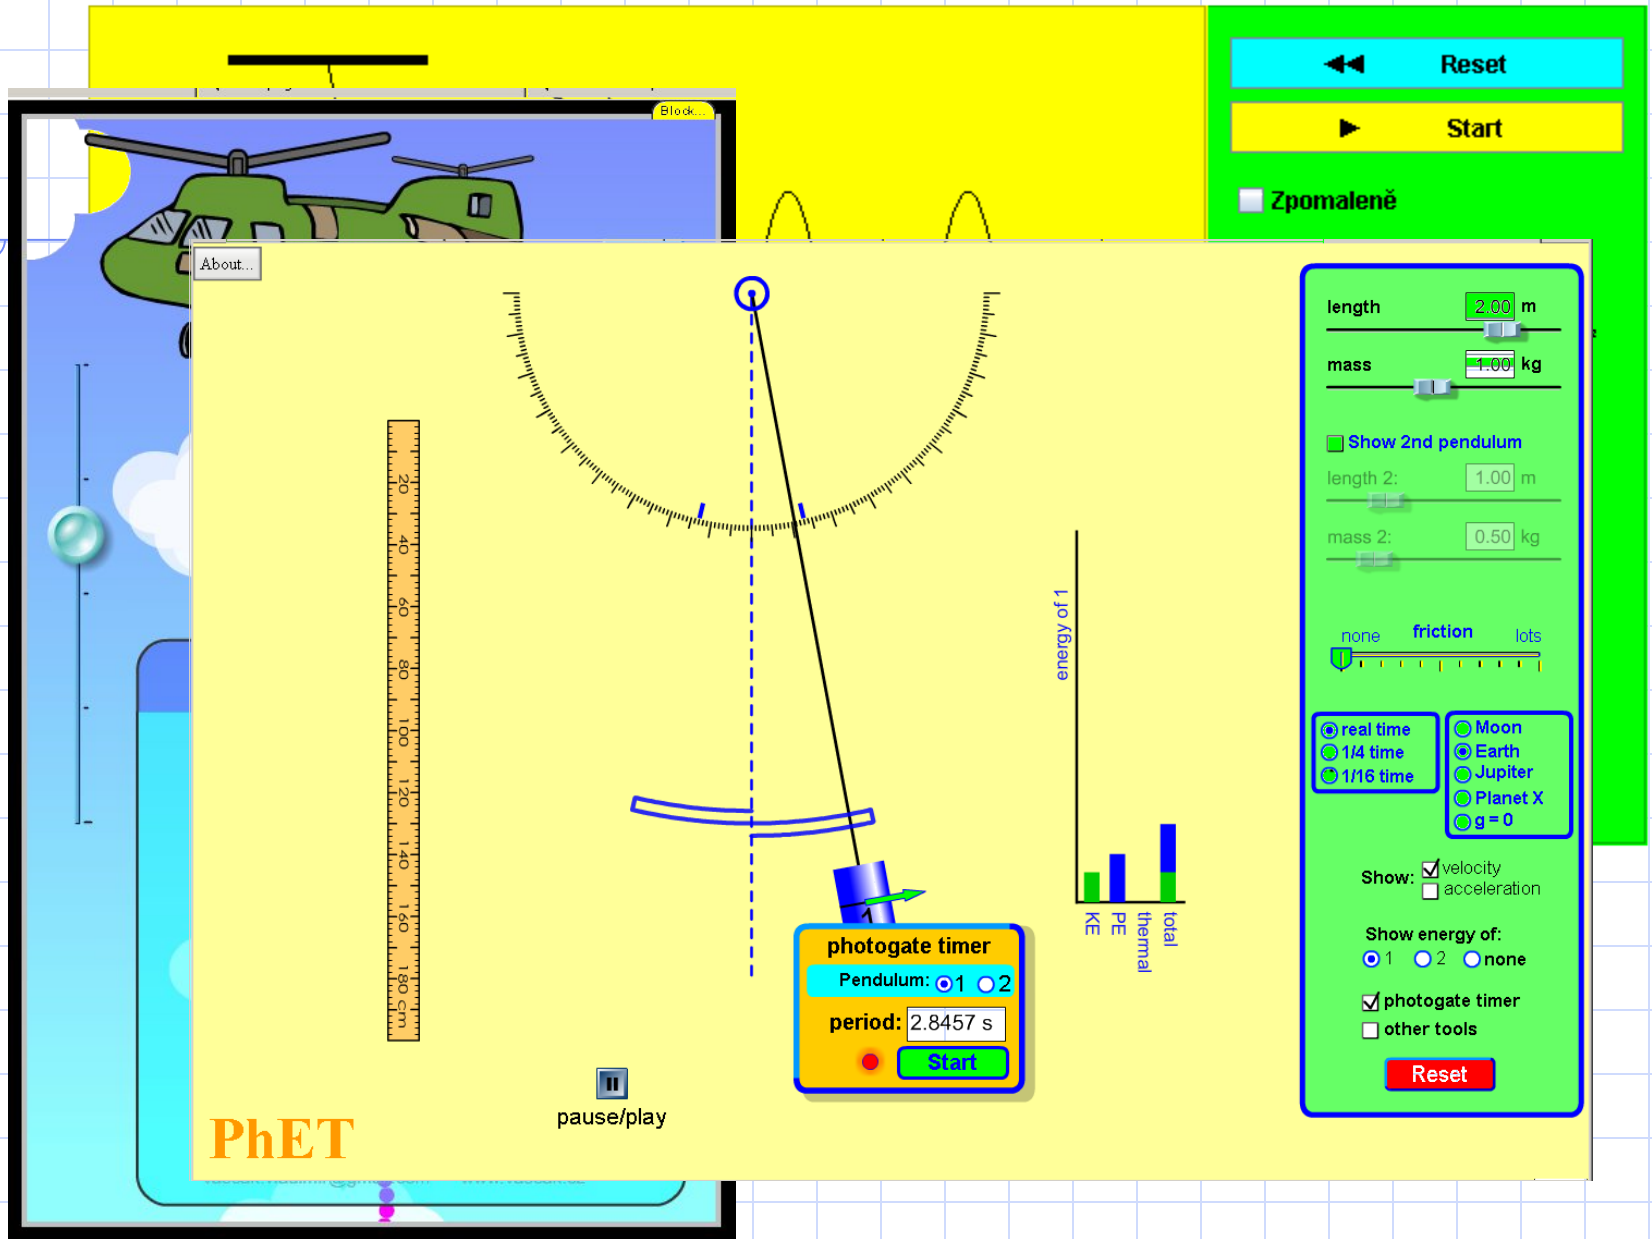 Reset
Start
Zpomaleně
Block...
About...
length 2.00 m
mass 1.00 kg
Show 2nd pendulum
length 2: 1.00 m
mass 2: 0.50 kg
friction
none lots
real time
1/4 time
1/16 time
Moon
Earth
Jupiter
Planet X
g = 0
Show: velocity
acceleration
Show energy of:
1 2 none
photogate timer
other tools
Reset
20
40
60
80
100
120
140
160
180 cm
energy of 1
KE
PE
thermal
total
1
photogate timer
Pendulum: 1 2
period: 2.8457 s
Start
pause/play
PhET